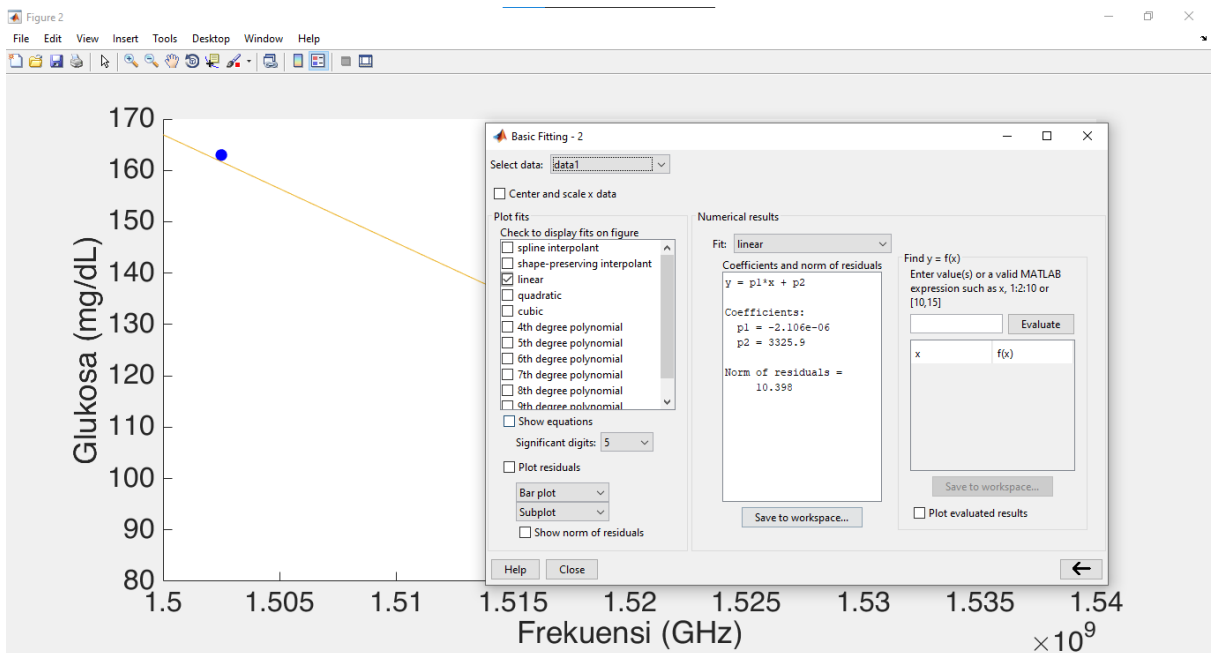 Figure 2
File Edit View Insert Tools Desktop Window Help
170
160
150
140
130
120
110
100
90
80
Glukosa (mg/dL)
1.5 1.505 1.51 1.515 1.52 1.525 1.53 1.535 1.54
Frekuensi (GHz)
×10⁹
Basic Fitting - 2
Select data: data1
Center and scale x data
Plot fits
Check to display fits on figure
spline interpolant
shape-preserving interpolant
linear
quadratic
cubic
4th degree polynomial
5th degree polynomial
6th degree polynomial
7th degree polynomial
8th degree polynomial
9th degree polynomial
Show equations
Significant digits: 5
Plot residuals
Bar plot
Subplot
Show norm of residuals
Numerical results
Fit: linear
Coefficients and norm of residuals
y = p1*x + p2
Coefficients:
p1 = -2.106e-06
p2 = 3325.9
Norm of residuals =
10.398
Save to workspace...
Find y = f(x)
Enter value(s) or a valid MATLAB
expression such as x, 1:2:10 or
[10,15]
Evaluate
x f(x)
Save to workspace...
Plot evaluated results
Help Close